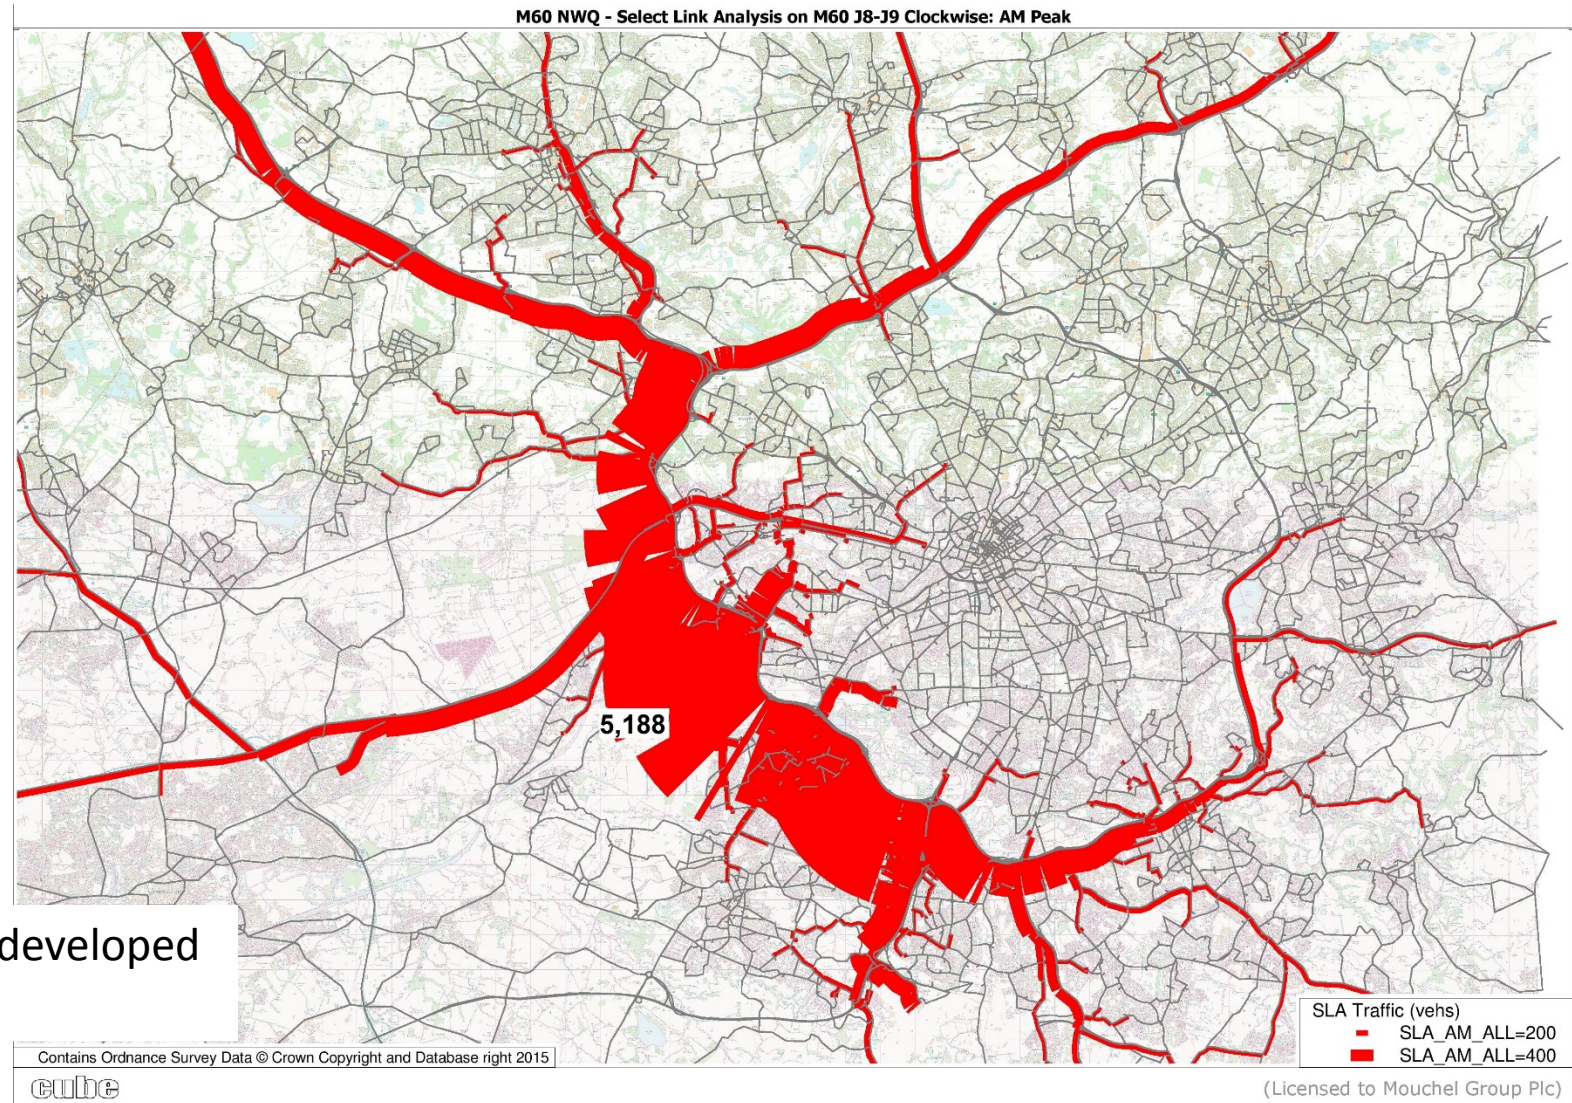 M60 NWQ - Select Link Analysis on M60 J8-J9 Clockwise: AM Peak
5,188
developed
SLA Traffic (vehs)
SLA_AM_ALL=200
SLA_AM_ALL=400
Contains Ordnance Survey Data © Crown Copyright and Database right 2015
cube
(Licensed to Mouchel Group Plc)